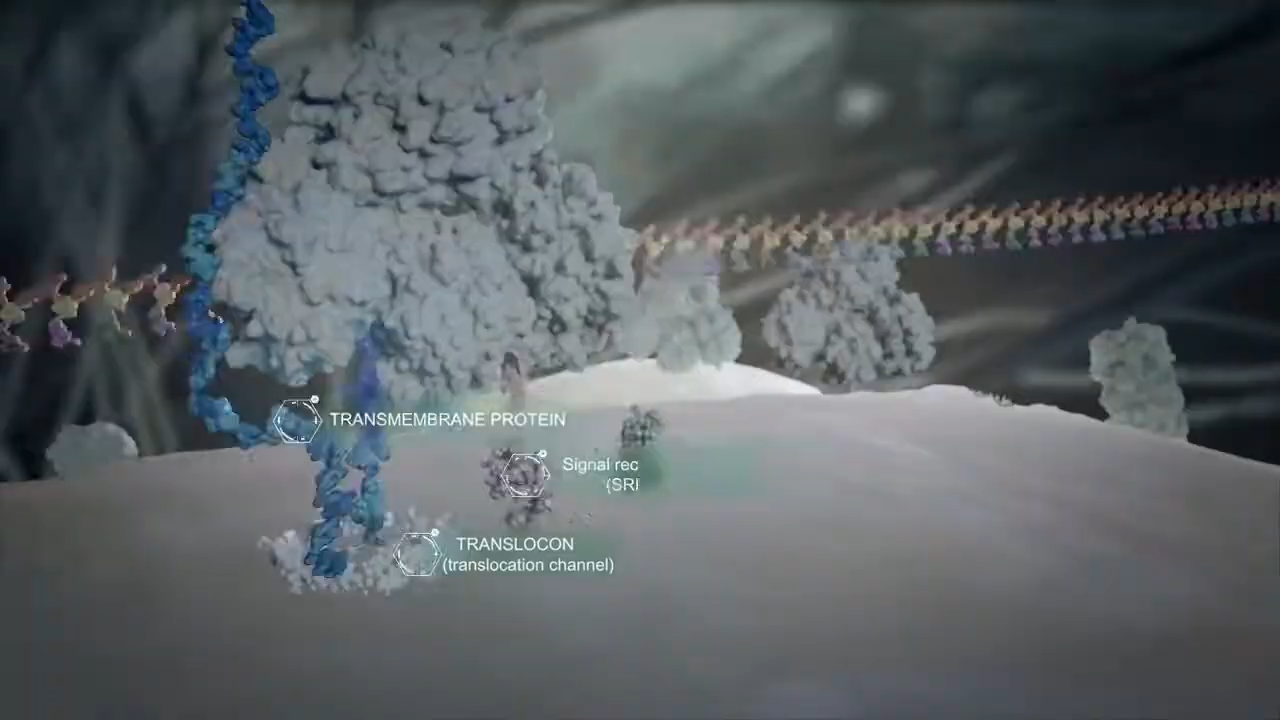 TRANSMEMBRANE PROTEIN
Signal rec
(SRI
TRANSLOCON
(translocation channel)